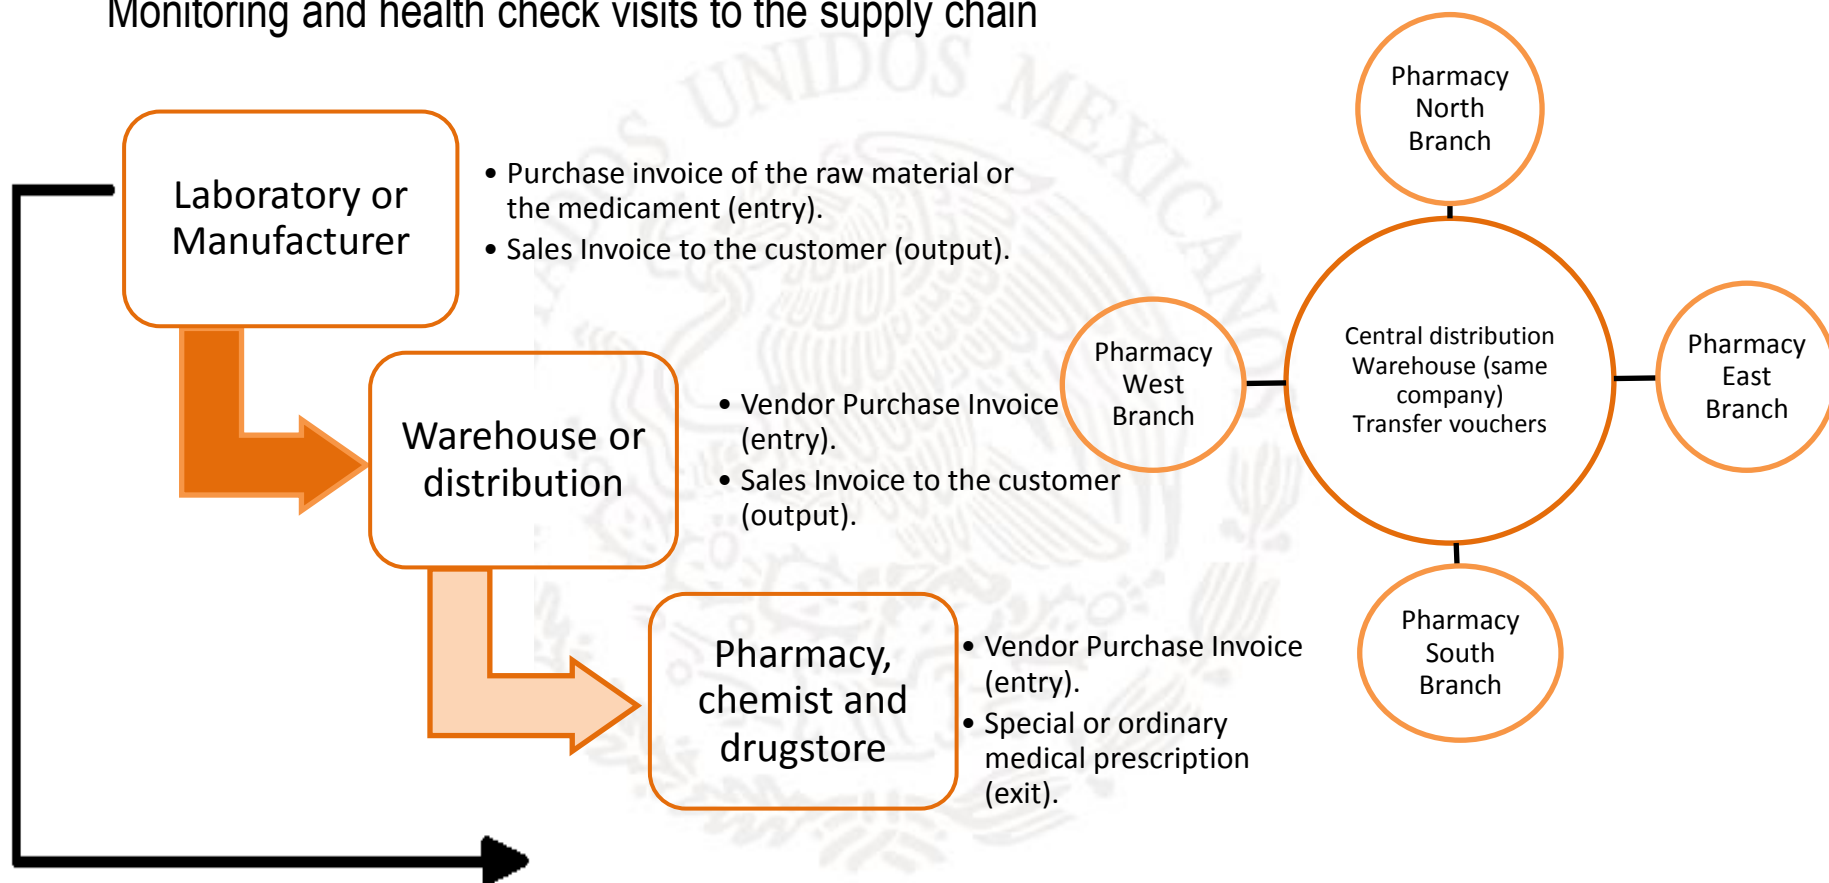 Monitoring and health check visits to the supply chain
Laboratory or
Manufacturer
• Purchase invoice of the raw material or
the medicament (entry).
• Sales Invoice to the customer (output).
Warehouse or
distribution
• Vendor Purchase Invoice
(entry).
• Sales Invoice to the customer
(output).
Pharmacy,
chemist and
drugstore
• Vendor Purchase Invoice
(entry).
• Special or ordinary
medical prescription
(exit).
Pharmacy
North
Branch
Pharmacy
West
Branch
Central distribution
Warehouse (same
company)
Transfer vouchers
Pharmacy
East
Branch
Pharmacy
South
Branch
ESTADOS UNIDOS MEXICANOS